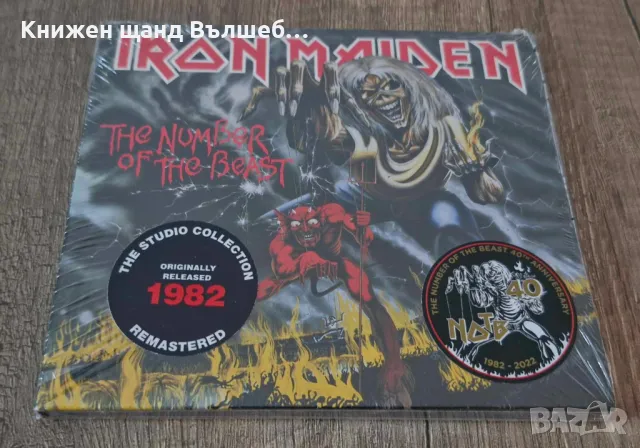 Книжен щанд Вълшеб...
IRON MAIDEN
THE NUMBER
OF THE BEAST
THE STUDIO COLLECTION
ORIGINALLY
RELEASED
1982
REMASTERED
THE NUMBER OF THE BEAST 40TH ANNIVERSARY
40
NOTB
1982 - 2022
BAZAR